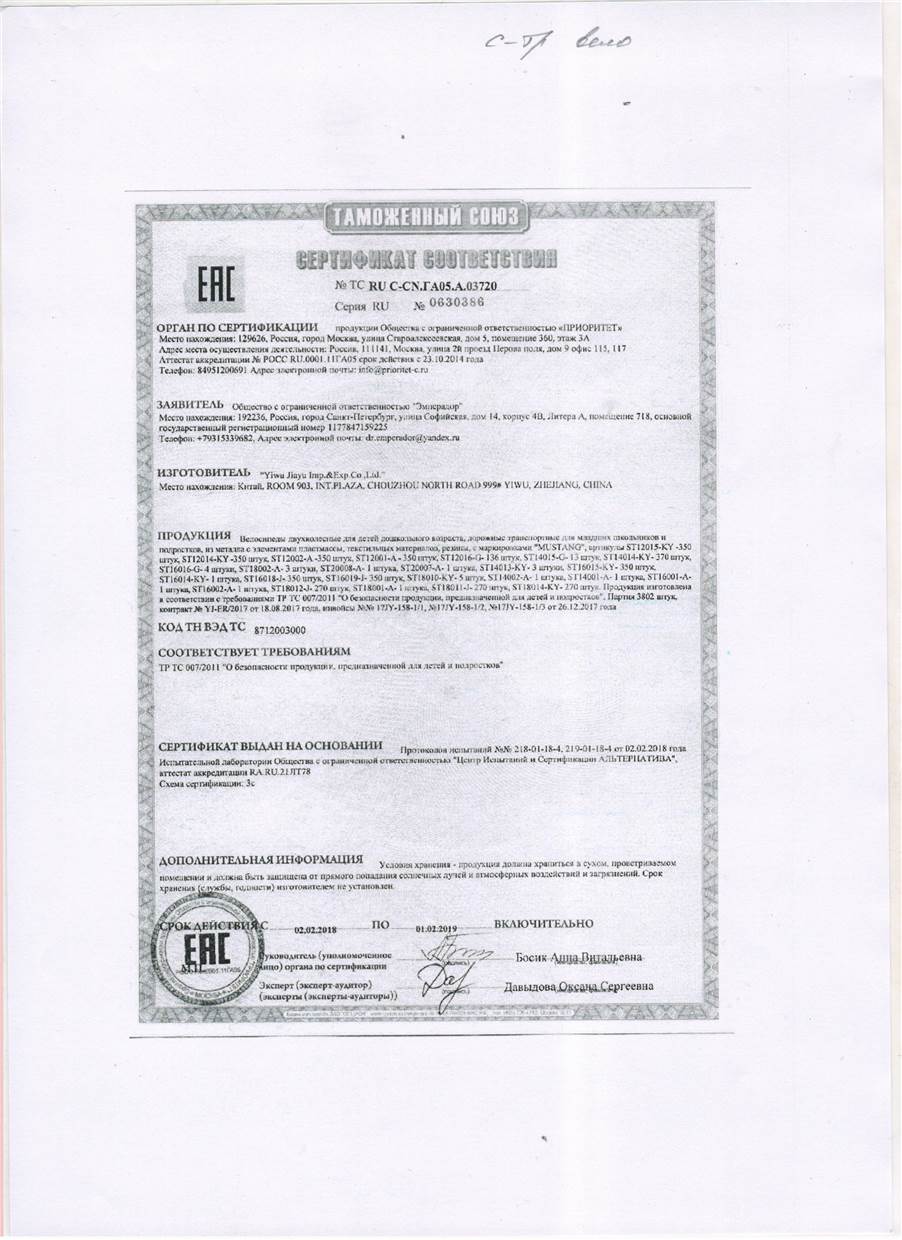 с-тр вело
ТАМОЖЕННЫЙ СОЮЗ
СЕРТИФИКАТ СООТВЕТСТВИЯ
EAC
№ ТС RU C-CN.ГА05.А.03720
Серия RU № 0630386
ОРГАН ПО СЕРТИФИКАЦИИ продукции Общества с ограниченной ответственностью «ПРИОРИТЕТ»
Место нахождения: 129626, Россия, город Москва, улица Староалексеевская, дом 5, помещение 360, этаж 3А
Адрес места осуществления деятельности: Россия, 111141, Москва, улица 2й проезд Перова поля, дом 9 офис 115, 117
Аттестат аккредитации № РОСС RU.0001.11ГА05 срок действия с 23.10.2014 года
Телефон: 84951200691 Адрес электронной почты: info@prioritet-c.ru
ЗАЯВИТЕЛЬ Общество с ограниченной ответственностью "Эмперадор"
Место нахождения: 192236, Россия, город Санкт-Петербург, улица Софийская, дом 14, корпус 4В, Литера А, помещение 718, основной
государственный регистрационный номер 1177847159225
Телефон: +79315339682, Адрес электронной почты: dr.emperador@yandex.ru
ИЗГОТОВИТЕЛЬ "Yiwu Jiayu Imp.&Exp.Co.,Ltd."
Место нахождения: Китай, ROOM 903, INT.PLAZA, CHOUZHOU NORTH ROAD 999# YIWU, ZHEJIANG, CHINA
ПРОДУКЦИЯ Велосипеды двухколесные для детей дошкольного возраста, дорожные транспортные для младших школьников и
подростков, из металла с элементами пластмассы, текстильных материалов, резины, с маркировками "MUSTANG", артикулы ST12015-KY -350
штук, ST12014-KY -350 штук, ST12002-A -350 штук, ST12001-A - 350 штук, ST12016-G- 136 штук, ST14015-G- 13 штук, ST14014-KY- 370 штук,
ST16016-G- 4 штуки, ST18002-A- 3 штуки, ST20008-A- 1 штука, ST20007-A- 1 штука, ST14013-KY- 3 штуки, ST16015-KY- 350 штук,
ST16014-KY- 1 штука, ST16018-J- 350 штук, ST16019-J- 350 штук, ST18010-KY- 5 штук, ST14002-A- 1 штука, ST14001-A- 1 штука, ST16001-A-
1 штука, ST16002-A- 1 штука, ST18012-J- 270 штук, ST18001-A- 1 штука, ST18011-J- 270 штук, ST18014-KY- 270 штук. Продукция изготовлена
в соответствии с требованиями ТР ТС 007/2011 "О безопасности продукции, предназначенной для детей и подростков". Партия 3802 штук,
контракт № YJ-ER/2017 от 18.08.2017 года, инвойсы №№ 17JY-158-1/1, №17JY-158-1/2, №17JY-158-1/3 от 26.12.2017 года
КОД ТН ВЭД ТС 8712003000
СООТВЕТСТВУЕТ ТРЕБОВАНИЯМ
ТР ТС 007/2011 "О безопасности продукции, предназначенной для детей и подростков"
СЕРТИФИКАТ ВЫДАН НА ОСНОВАНИИ Протоколов испытаний №№ 218-01-18-4, 219-01-18-4 от 02.02.2018 года
Испытательной лаборатории Общества с ограниченной ответственностью "Центр Испытаний и Сертификации АЛЬТЕРНАТИВА",
аттестат аккредитации RA.RU.21ЛТ78
Схема сертификации: 3с
ДОПОЛНИТЕЛЬНАЯ ИНФОРМАЦИЯ Условия хранения - продукция должна храниться в сухом, проветриваемом
помещении и должна быть защищена от прямого попадания солнечных лучей и атмосферных воздействий и загрязнений. Срок
хранения (службы, годности) изготовителем не установлен.
СРОК ДЕЙСТВИЯ С 02.02.2018 ПО 01.02.2019 ВКЛЮЧИТЕЛЬНО
EAC
М.П.
Руководитель (уполномоченное
лицо) органа по сертификации
Босик Анна Витальевна
Эксперт (эксперт-аудитор)
(эксперты (эксперты-аудиторы))
Давыдова Оксана Сергеевна